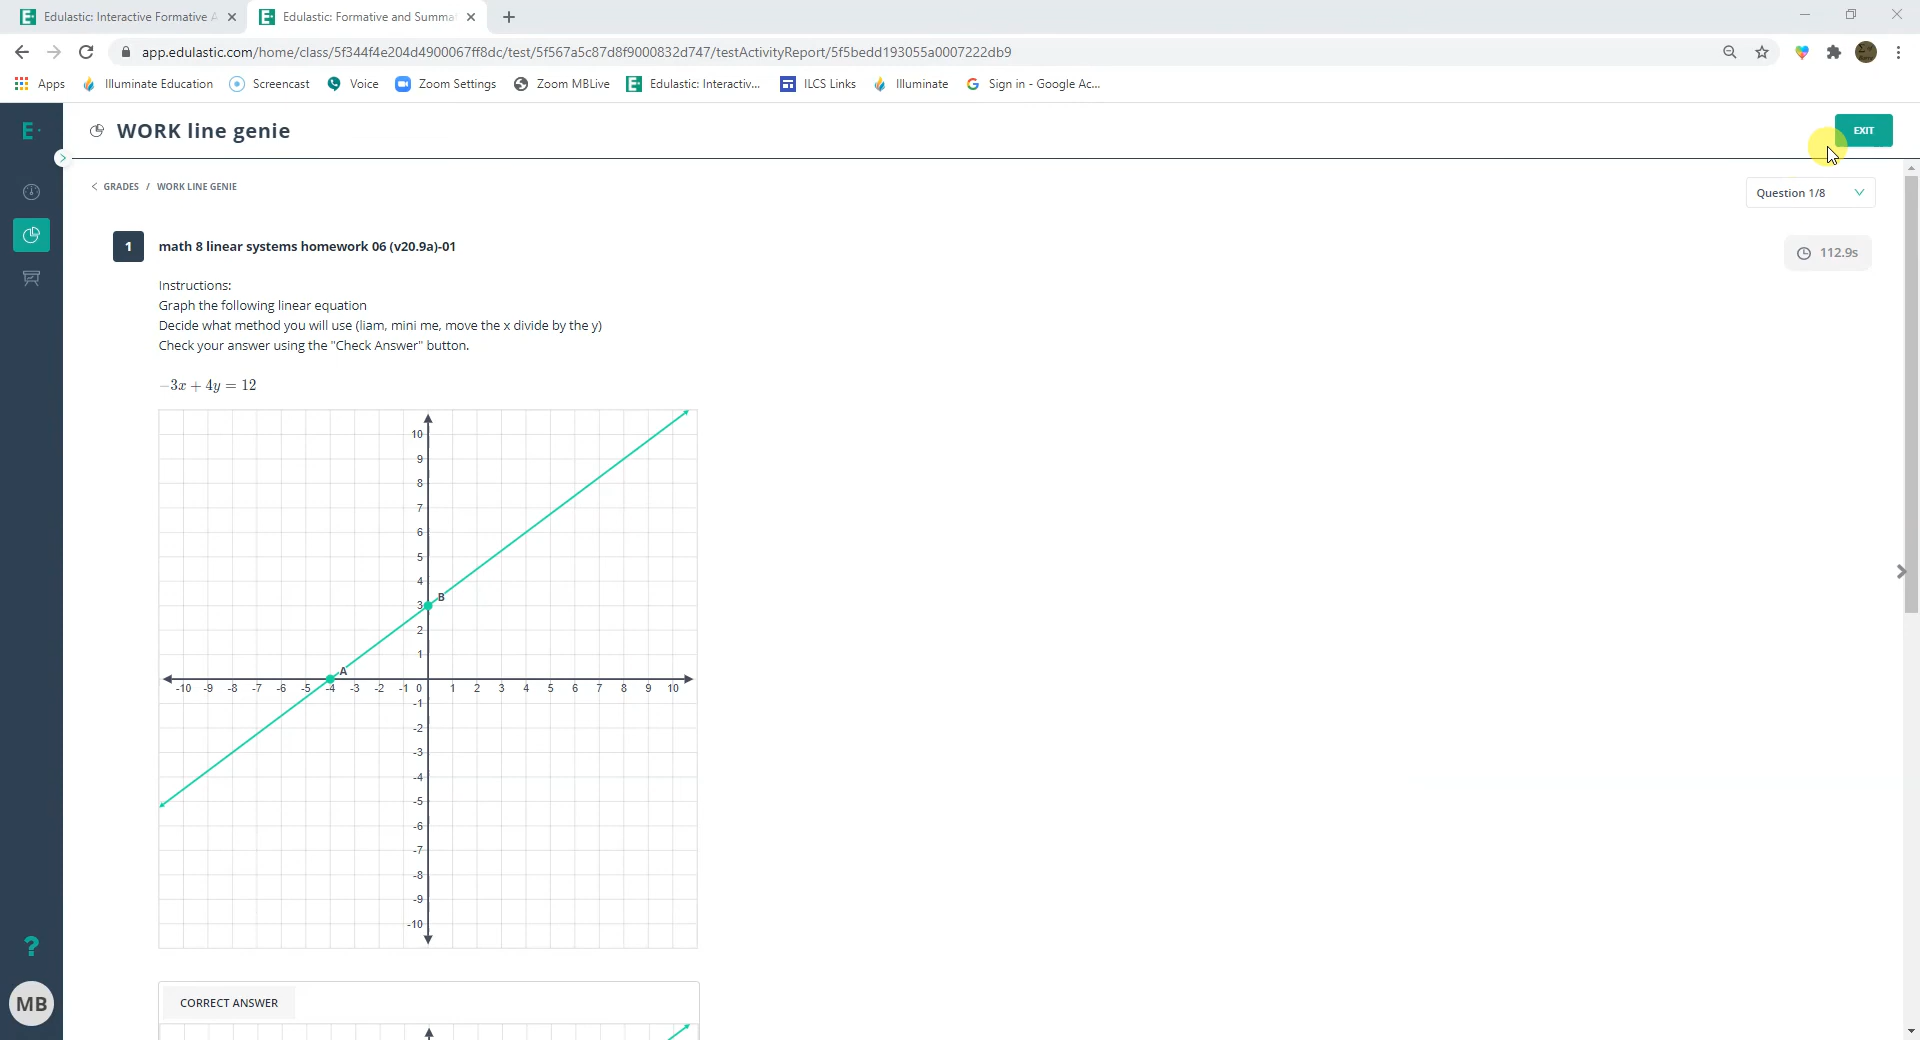 Edulastic: Interactive Formative A
Edulastic: Formative and Summa
app.edulastic.com/home/class/5f344f4e204d4900067ff8dc/test/5f567a5c87d8f9000832d747/testActivityReport/5f5bedd193055a0007222db9
Apps Illuminate Education Screencast Voice Zoom Settings Zoom MBLive Edulastic: Interactiv... ILCS Links Illuminate Sign in - Google Ac...
E
WORK line genie
EXIT
< GRADES / WORK LINE GENIE
Question 1/8
1 math 8 linear systems homework 06 (v20.9a)-01
112.9s
Instructions:
Graph the following linear equation
Decide what method you will use (liam, mini me, move the x divide by the y)
Check your answer using the "Check Answer" button.
−3x + 4y = 12
10
9
8
7
6
5
4
B
3
2
1
A
-10 -9 -8 -7 -6 -5 -4 -3 -2 -1 0 1 2 3 4 5 6 7 8 9 10
-1
-2
-3
-4
-5
-6
-7
-8
-9
-10
?
MB
CORRECT ANSWER